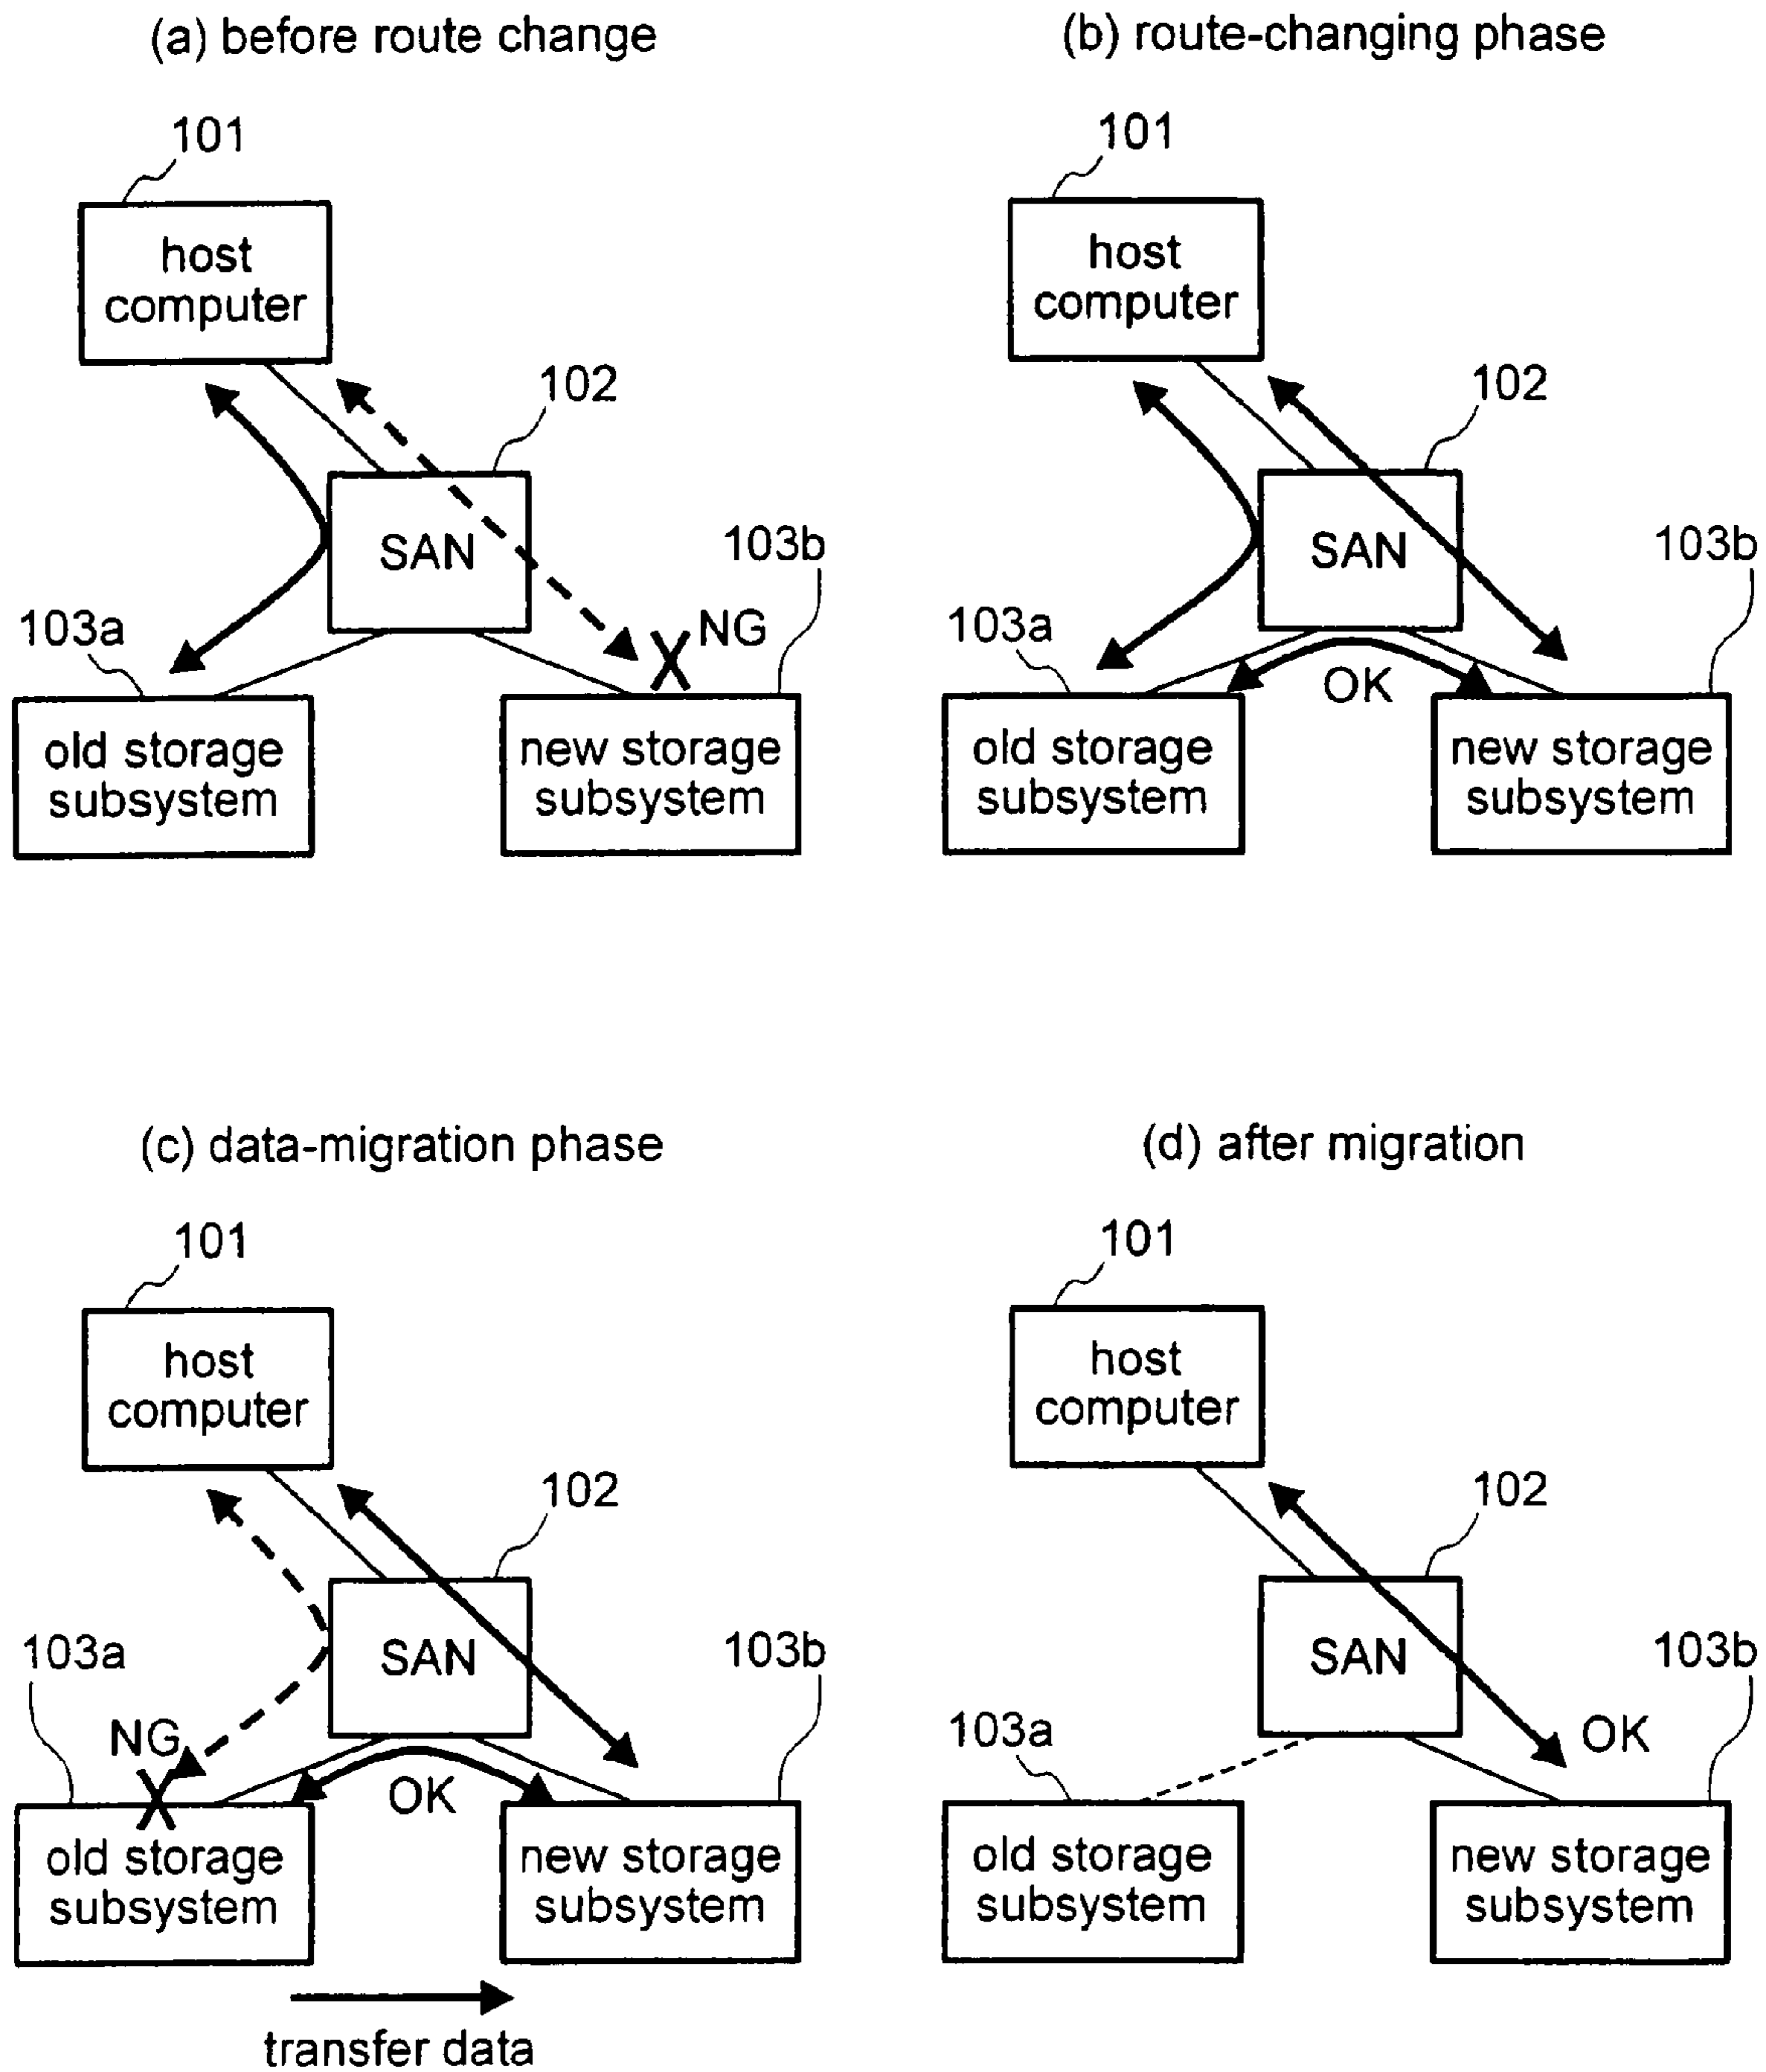 (a) before route change
101
host
computer
102
SAN
103b
NG
103a
old storage
subsystem
new storage
subsystem
(b) route-changing phase
101
host
computer
102
SAN
103b
103a
OK
old storage
subsystem
new storage
subsystem
(c) data-migration phase
101
host
computer
102
SAN
103b
103a
NG
OK
old storage
subsystem
new storage
subsystem
transfer data
(d) after migration
101
host
computer
102
SAN
103b
103a
OK
old storage
subsystem
new storage
subsystem